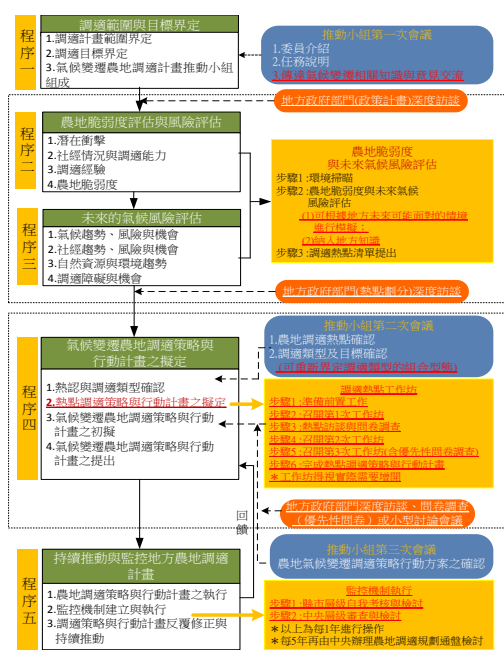 程序一
調適範圍與目標界定
1.調適計畫範圍界定
2.調適目標界定
3.氣候變遷農地調適計畫推動小組
組成
推動小組第一次會議
1.委員介紹
2.任務說明
3.傳達氣候變遷相關知識與意見交流
地方政府部門(政策計畫)深度訪談
程序二
農地脆弱度評估與風險評估
1.潛在衝擊
2.社經情況與調適能力
3.調適經驗
4.農地脆弱度
程序三
未來的氣候風險評估
1.氣候趨勢、風險與機會
2.社經趨勢、風險與機會
3.自然資源與環境趨勢
4.調適障礙與機會
農地脆弱度
與未來氣候風險評估
步驟1:環境掃瞄
步驟2:農地脆弱度與未來氣候
風險評估
(1)可根據地方未來可能面對的情境
進行模擬；
(2)納入地方知識
步驟3:調適熱點清單提出
地方政府部門(熱點劃分)深度訪談
程序四
氣候變遷農地調適策略與
行動計畫之擬定
1.熱認與調適類型確認
2.熱點調適策略與行動計畫之擬定
3.氣候變遷農地調適策略與行動
計畫之初擬
4.氣候變遷農地調適策略與行動
計畫之提出
推動小組第二次會議
1.農地調適熱點確認
2.調適類型及目標確認
(可重新界定調適類型的組合型態)
調適熱點工作坊
步驟1:準備前置工作
步驟2:召開第1次工作坊
步驟3:熱點訪談與問卷調查
步驟4:召開第2次工作坊
步驟5:召開第3次工作坊(含優先性問卷調查)
步驟6:完成熱點調適策略與行動計畫
＊工作坊得視實際需要增開
地方政府部門深度訪談、問卷調查
（優先性問卷）或小型討論會議
回饋
推動小組第三次會議
農地氣候變遷調適策略行動方案之確認
程序五
持續推動與監控地方農地調適
計畫
1.農地調適策略與行動計畫之執行
2.監控機制建立與執行
3.調適策略與行動計畫反覆修正與
持續推動
監控機制執行
步驟1:縣市層級自我考核與檢討
步驟2:中央層級審查與檢討
＊以上為每1年進行操作
＊每5年再由中央辦理農地調適規劃通盤檢討